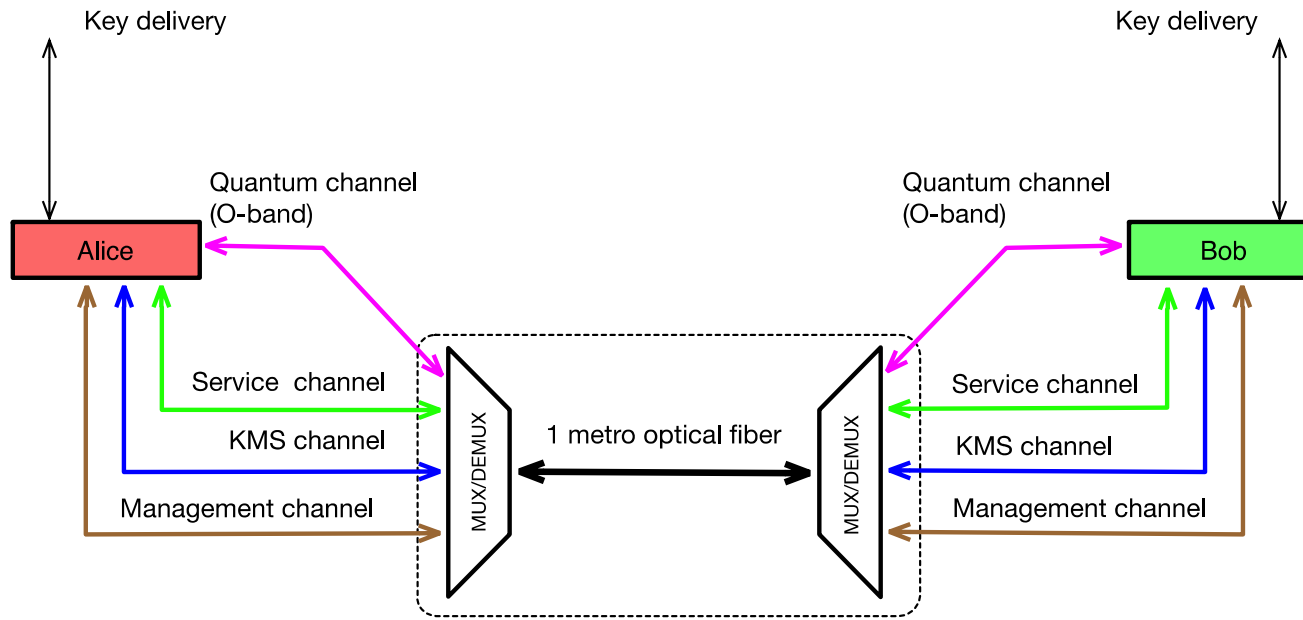 Key delivery
Key delivery
Quantum channel
(O-band)
Quantum channel
(O-band)
Alice
Bob
Service channel
Service channel
1 metro optical fiber
KMS channel
KMS channel
MUX/DEMUX
MUX/DEMUX
Management channel
Management channel